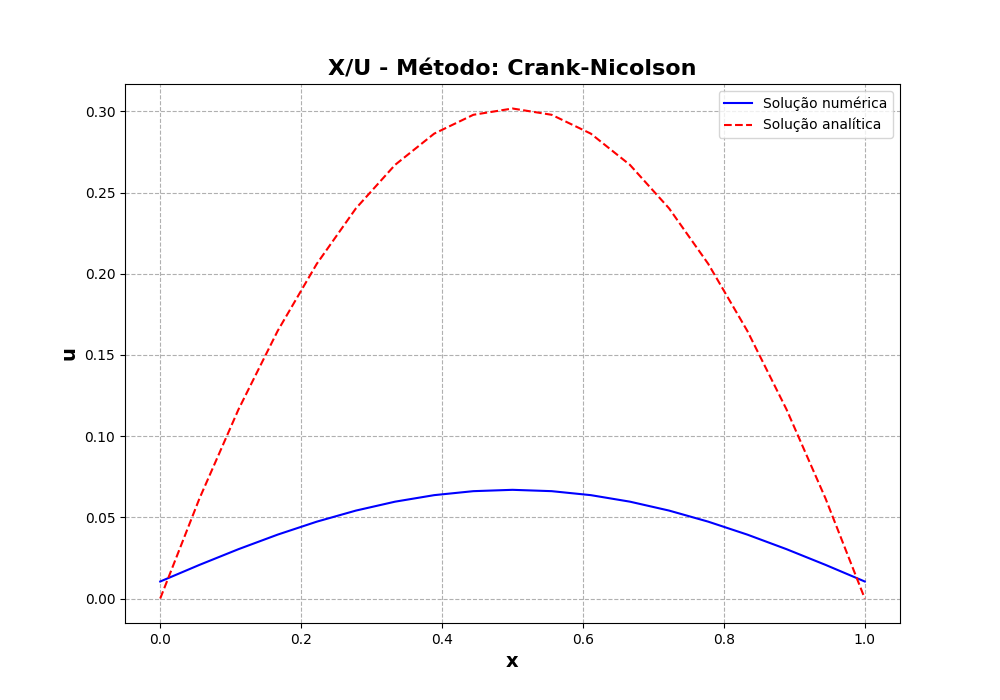 X/U - Método: Crank-Nicolson
Solução numérica
Solução analítica
0.30
0.25
0.20
0.15
0.10
0.05
0.00
u
0.0 0.2 0.4 0.6 0.8 1.0
x